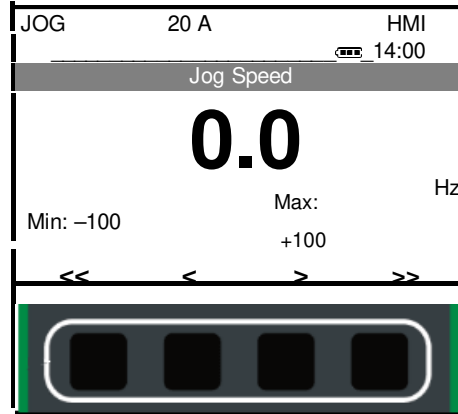 JOG 20 A HMI
14:00
Jog Speed
0.0
Hz
Max:
Min: –100
+100
<< < > >>